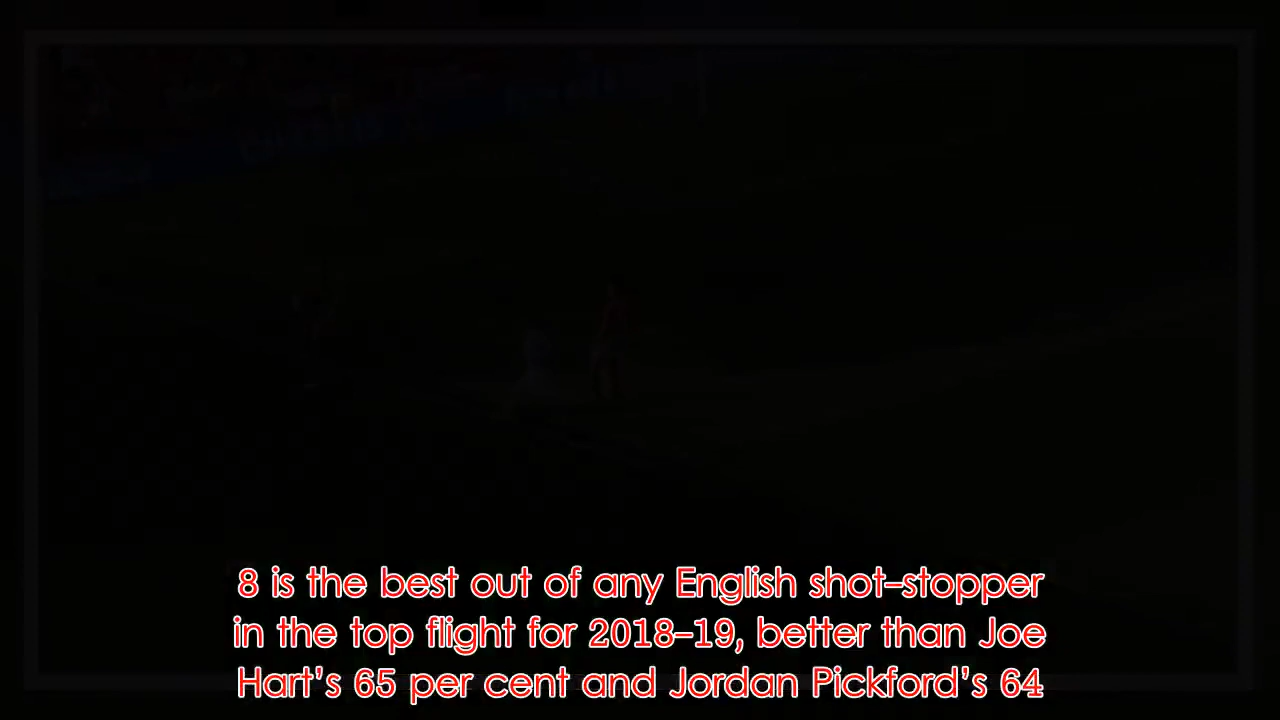 8 is the best out of any English shot-stopper
in the top flight for 2018-19, better than Joe
Hart's 65 per cent and Jordan Pickford's 64